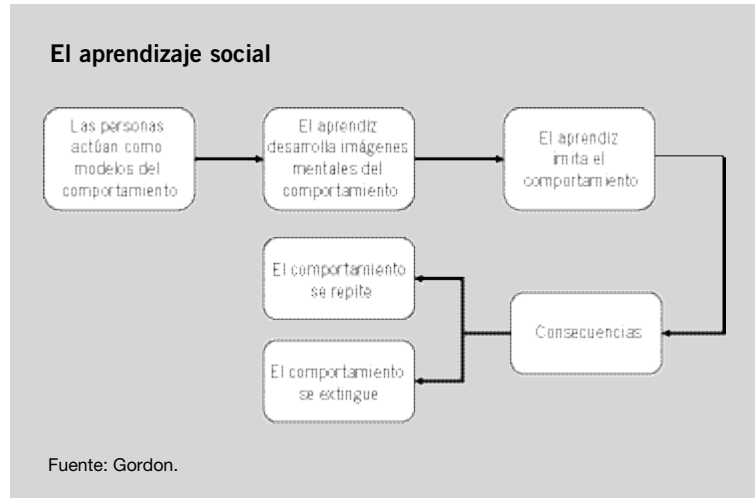 El aprendizaje social
Las personas
actúan como
modelos del
comportamiento
El aprendiz
desarrolla imágenes
mentales del
comportamiento
El aprendiz
imita el
comportamiento
Consecuencias
El comportamiento
se repite
El comportamiento
se extingue
Fuente: Gordon.